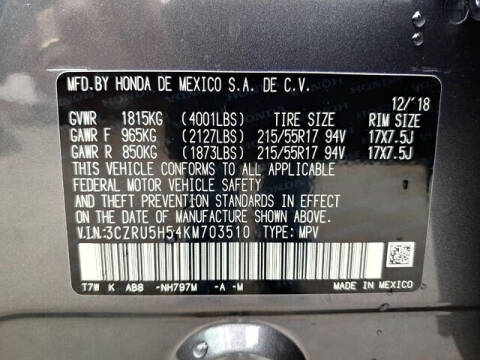 MFD.BY HONDA DE MEXICO S.A. DE C.V.
12/'18
GVWR 1815KG (4001LBS) TIRE SIZE RIM SIZE
GAWR F 965KG (2127LBS) 215/55R17 94V 17X7.5J
GAWR R 850KG (1873LBS) 215/55R17 94V 17X7.5J
THIS VEHICLE CONFORMS TO ALL APPLICABLE
FEDERAL MOTOR VEHICLE SAFETY
AND THEFT PREVENTION STANDARDS
IN EFFECT ON THE DATE OF MANUFACTURE SHOWN ABOVE.
V.I.N:3CZRU5H54KM703510 TYPE: MPV
T7W K AB8 -NH797M -A -M
MADE IN MEXICO